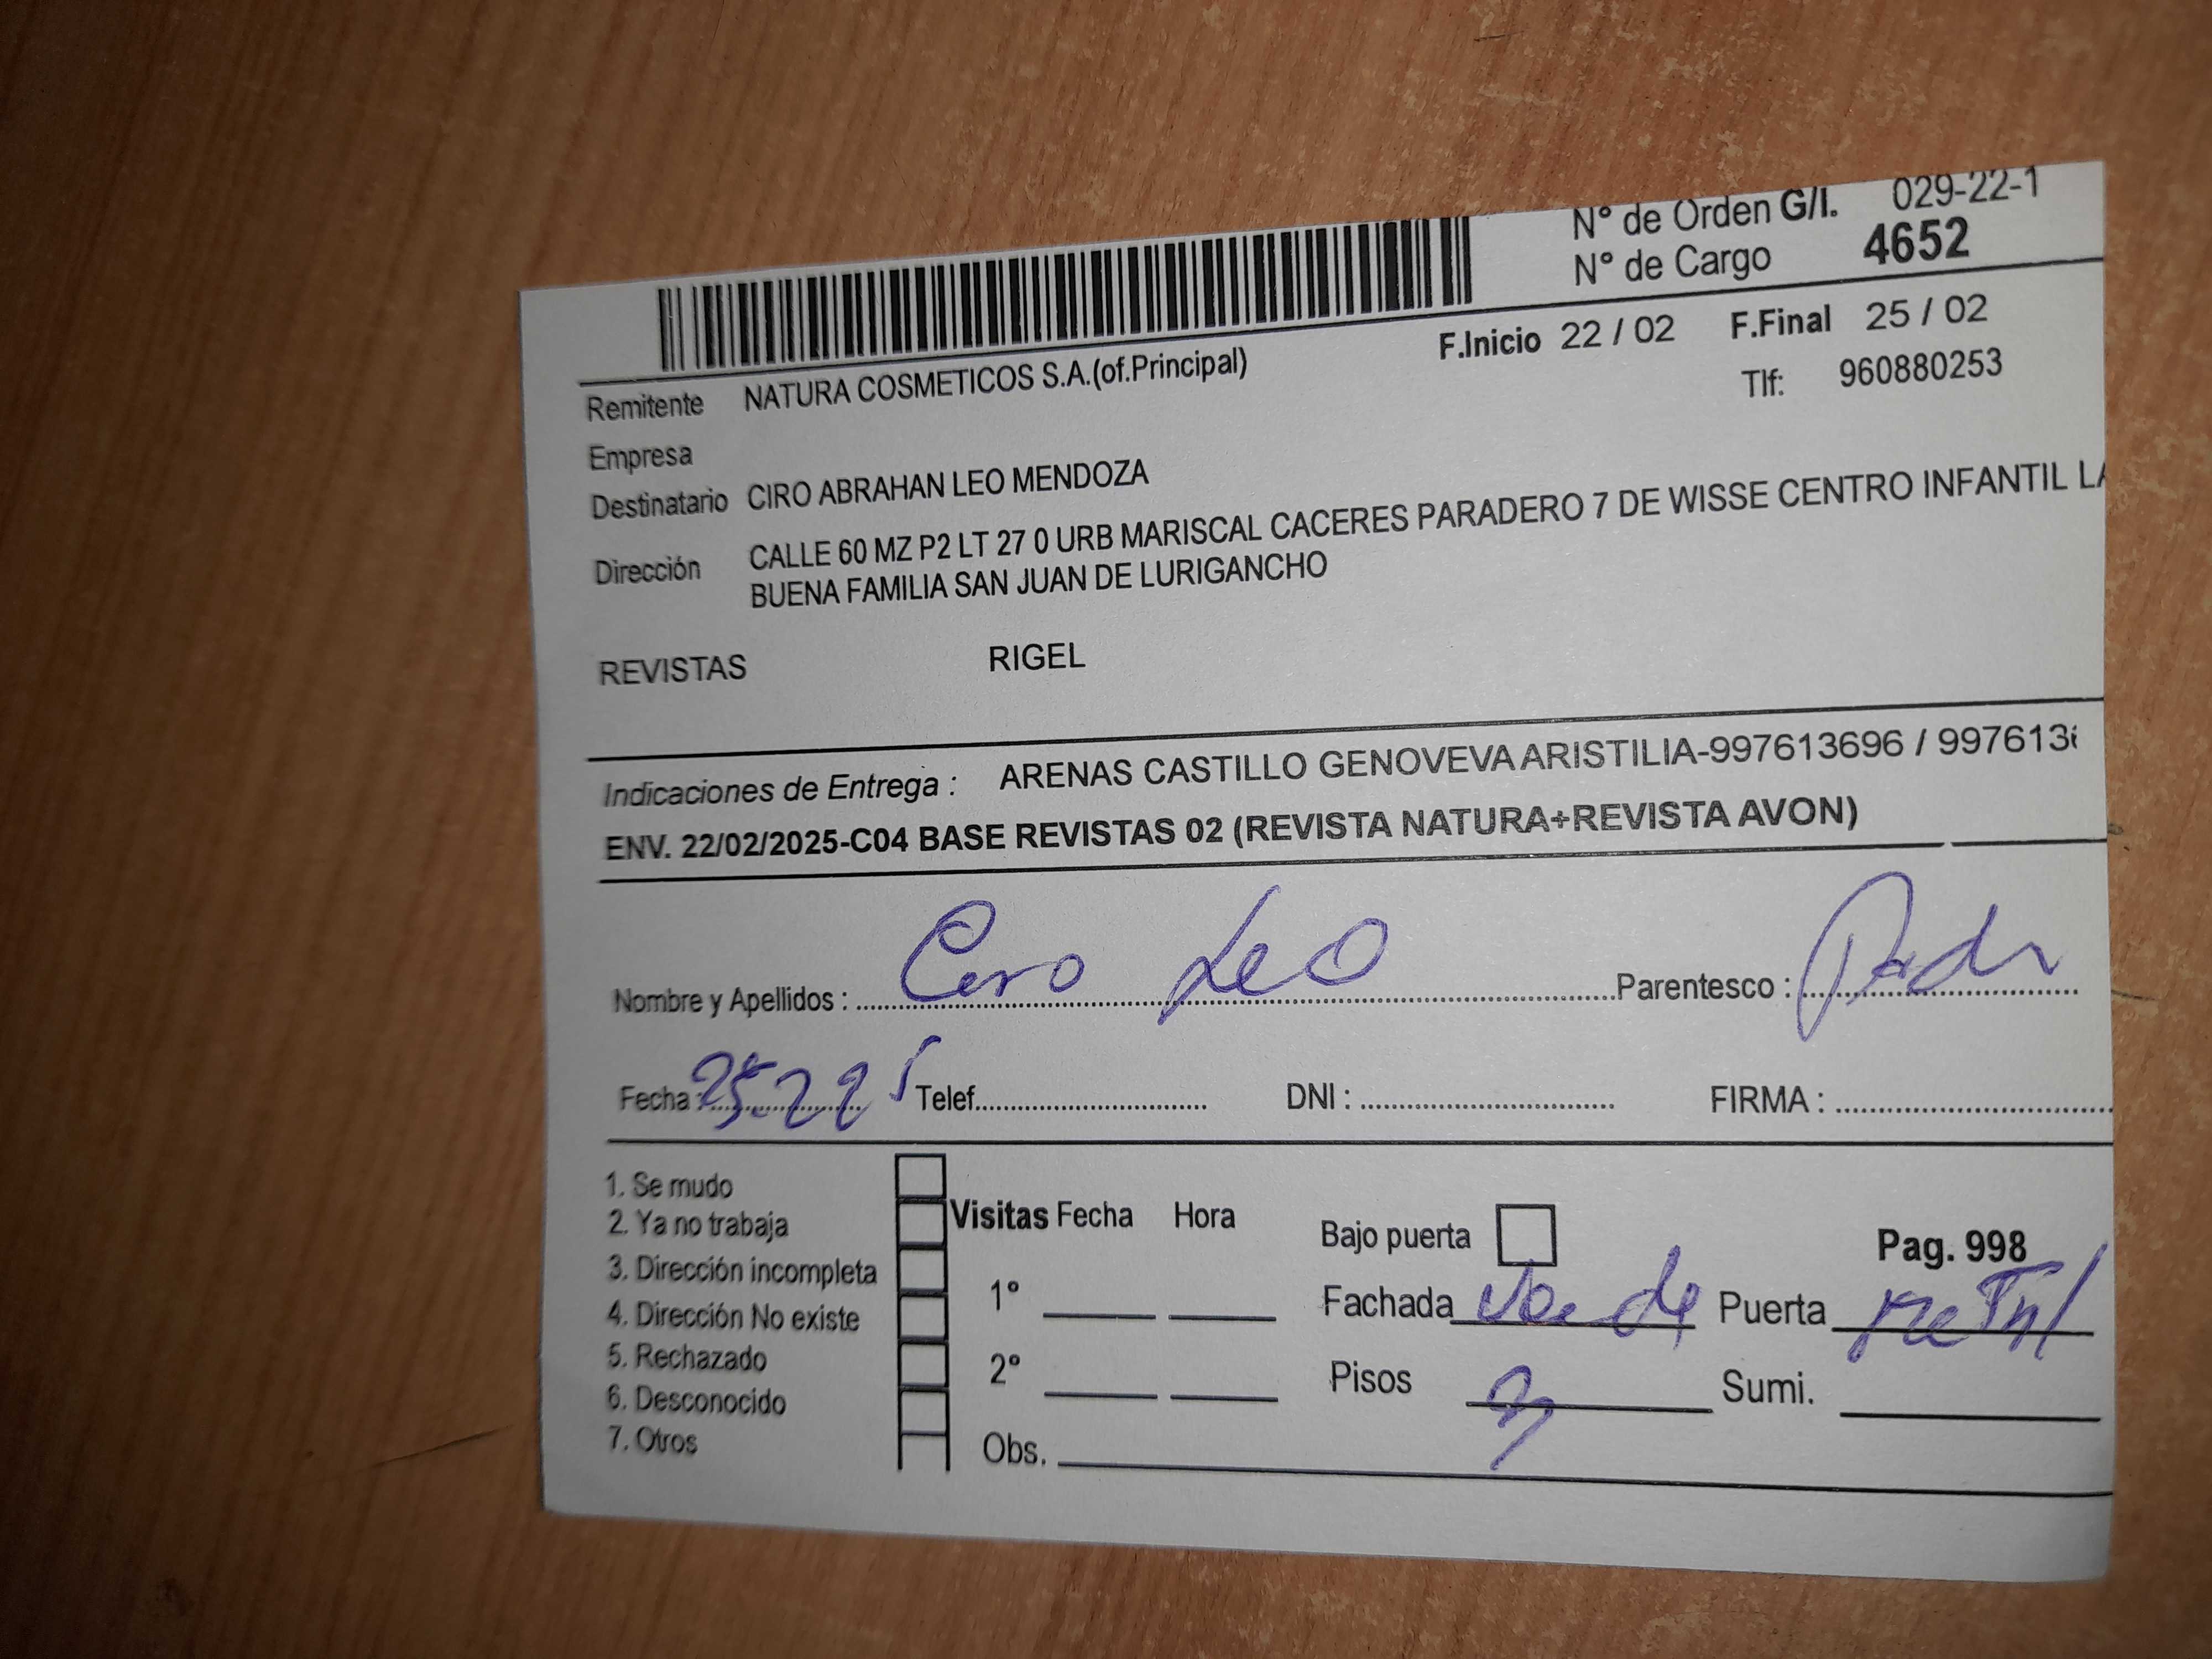 N° de Orden G/I. 029-22-1
N° de Cargo 4652
F.Inicio 22 / 02 F.Final 25 / 02
Remitente NATURA COSMETICOS S.A.(of.Principal) Tlf: 960880253
Empresa
Destinatario CIRO ABRAHAN LEO MENDOZA
Dirección CALLE 60 MZ P2 LT 27 0 URB MARISCAL CACERES PARADERO 7 DE WISSE CENTRO INFANTIL LA
BUENA FAMILIA SAN JUAN DE LURIGANCHO
REVISTAS RIGEL
Indicaciones de Entrega : ARENAS CASTILLO GENOVEVA ARISTILIA-997613696 / 997613
ENV. 22/02/2025-C04 BASE REVISTAS 02 (REVISTA NATURA+REVISTA AVON)
Nombre y Apellidos : Ciro Leo Parentesco :
Fecha : Telef. DNI : FIRMA :
1. Se mudo
2. Ya no trabaja
3. Dirección incompleta
4. Dirección No existe
5. Rechazado
6. Desconocido
7. Otros
Visitas Fecha Hora
1°
2°
Obs.
Bajo puerta Pag. 998
Fachada Verde Puerta Metal
Pisos 3 Sumi.